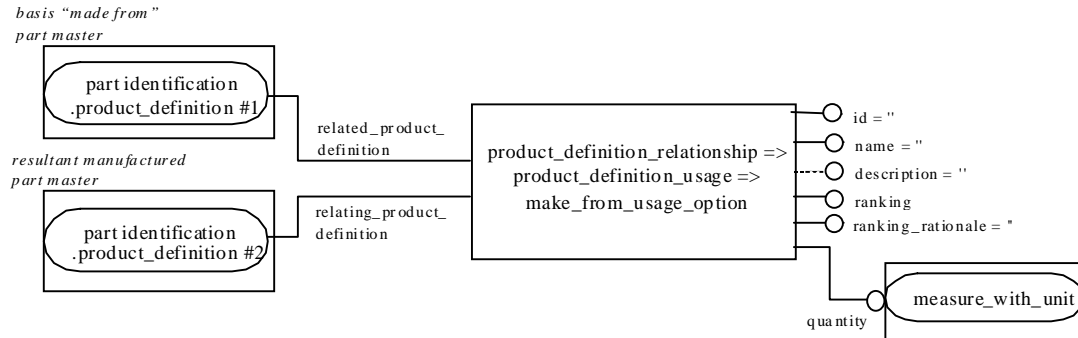 basis “made from”
part master
part identification
.product_definition #1
related_product_
definition
resultant manufactured
part master
part identification
.product_definition #2
relating_product_
definition
product_definition_relationship =>
product_definition_usage =>
make_from_usage_option
id = ''
name = ''
description = ''
ranking
ranking_rationale = ''
quantity
measure_with_unit